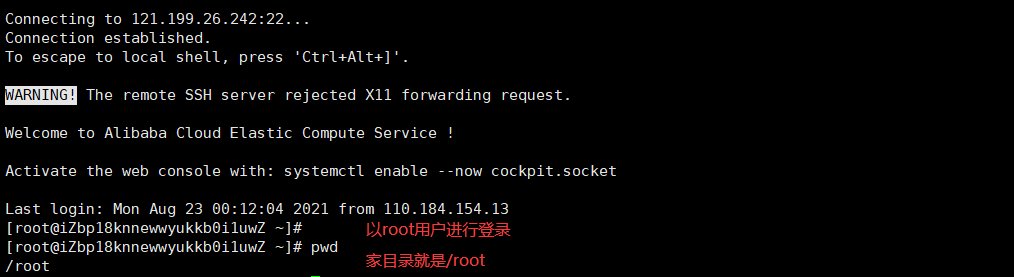 Connecting to 121.199.26.242:22...
Connection established.
To escape to local shell, press 'Ctrl+Alt+]'.
WARNING! The remote SSH server rejected X11 forwarding request.
Welcome to Alibaba Cloud Elastic Compute Service !
Activate the web console with: systemctl enable --now cockpit.socket
Last login: Mon Aug 23 00:12:04 2021 from 110.184.154.13
[root@iZbp18knnewwyukkb0i1uwZ ~]# 以root用户进行登录
[root@iZbp18knnewwyukkb0i1uwZ ~]# pwd
/root 家目录就是/root